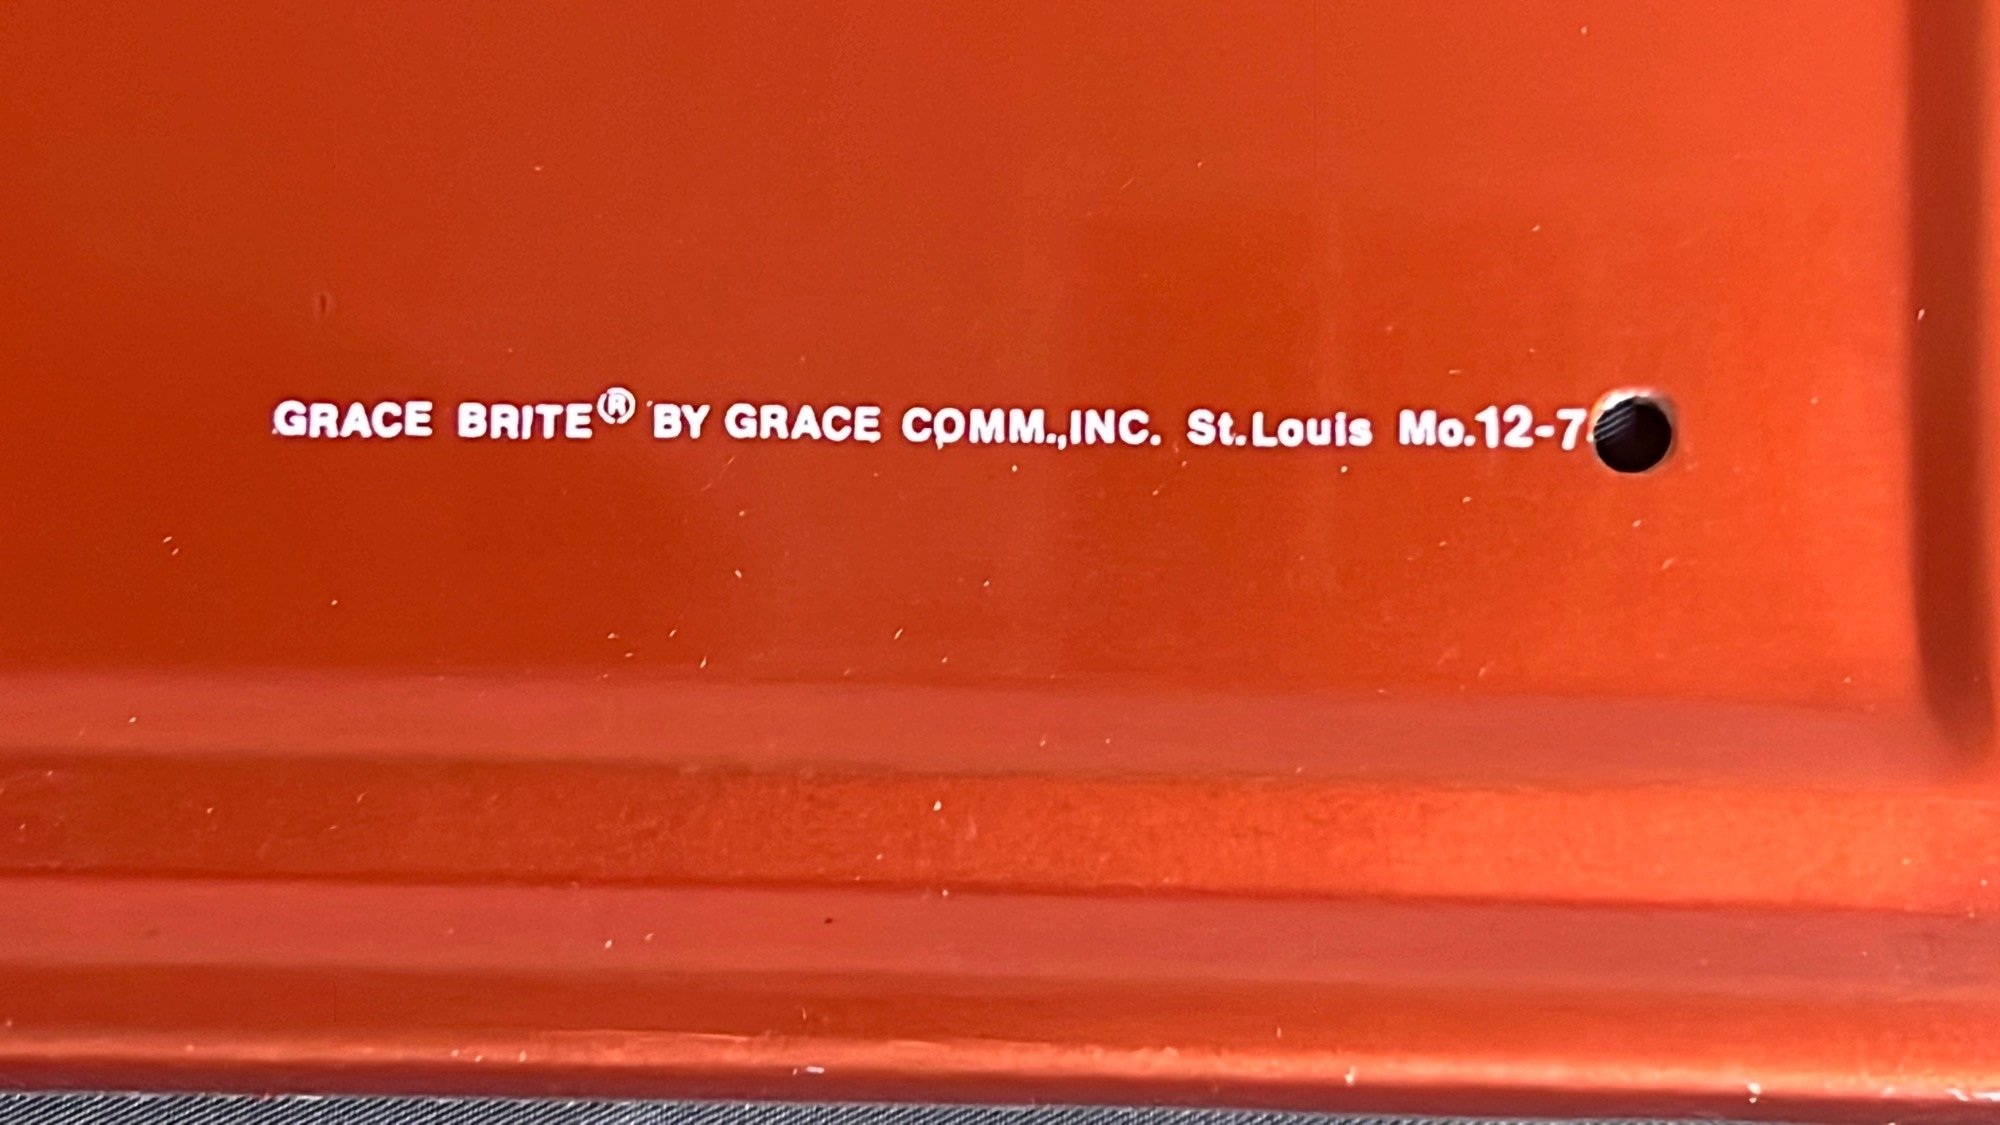 GRACE BRITE® BY GRACE COMM.,INC. St.Louis Mo.12-7